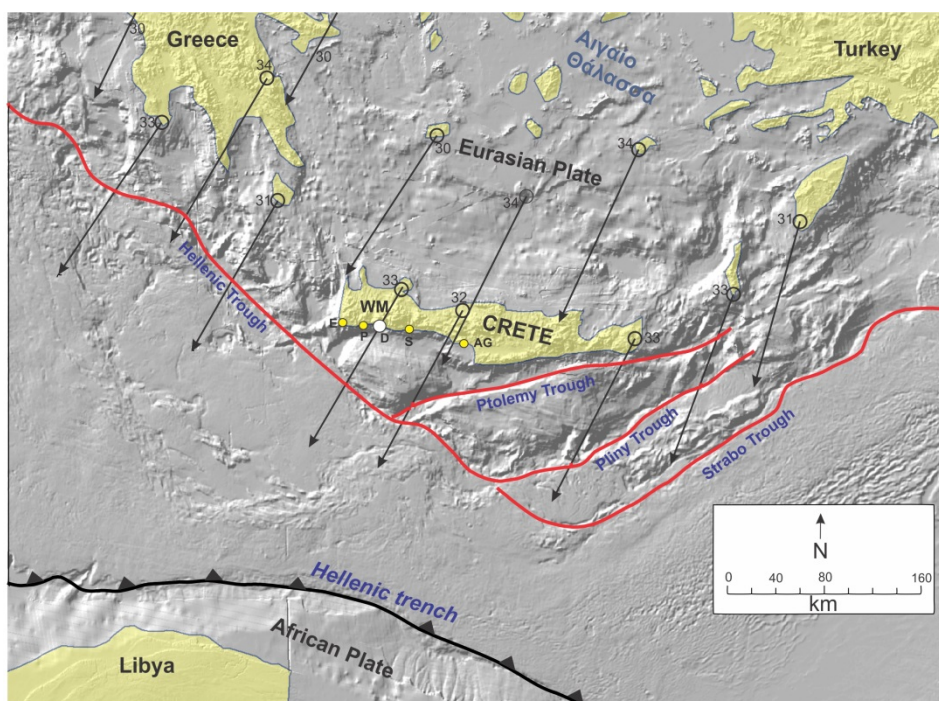 Greece
Αιγαίο
Θάλασσα
Turkey
30
30
34
33
30
Eurasian Plate
34
31
34
31
Hellenic Trough
33
WM
32
CRETE
33
E
P
D
S
AG
33
Ptolemy Trough
Pliny Trough
Strabo Trough
N
0 40 80 160
km
Hellenic trench
African Plate
Libya